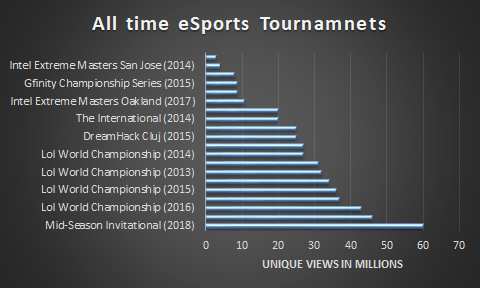 All time eSports Tournamnets
Intel Extreme Masters San Jose (2014)
Gfinity Championship Series (2015)
Intel Extreme Masters Oakland (2017)
The International (2014)
DreamHack Cluj (2015)
Lol World Championship (2014)
Lol World Championship (2013)
Lol World Championship (2015)
Lol World Championship (2016)
Mid-Season Invitational (2018)
0 10 20 30 40 50 60 70
UNIQUE VIEWS IN MILLIONS